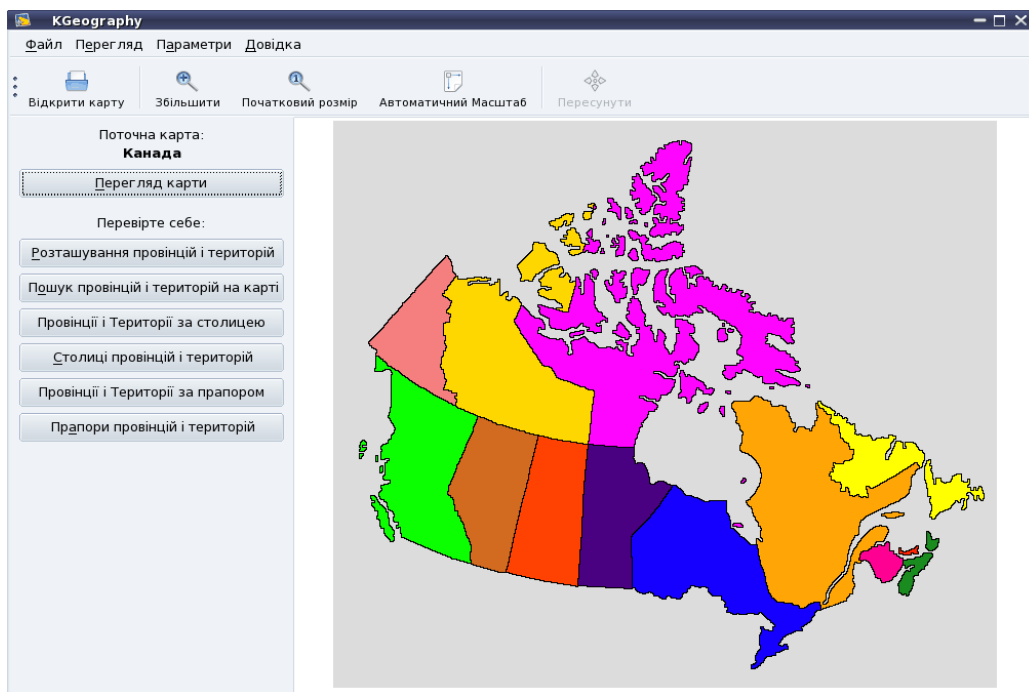 KGeography
Файл Перегляд Параметри Довідка
Відкрити карту Збільшити Початковий розмір Автоматичний Масштаб Пересунути
Поточна карта:
Канада
Перегляд карти
Перевірте себе:
Розташування провінцій і територій
Пошук провінцій і територій на карті
Провінції і Території за столицею
Столиці провінцій і територій
Провінції і Території за прапором
Прапори провінцій і територій